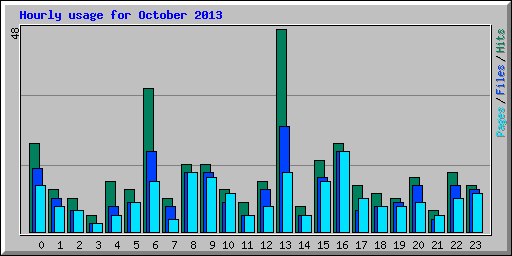 Hourly usage for October 2013
48
Pages / Files / Hits
0 1 2 3 4 5 6 7 8 9 10 11 12 13 14 15 16 17 18 19 20 21 22 23